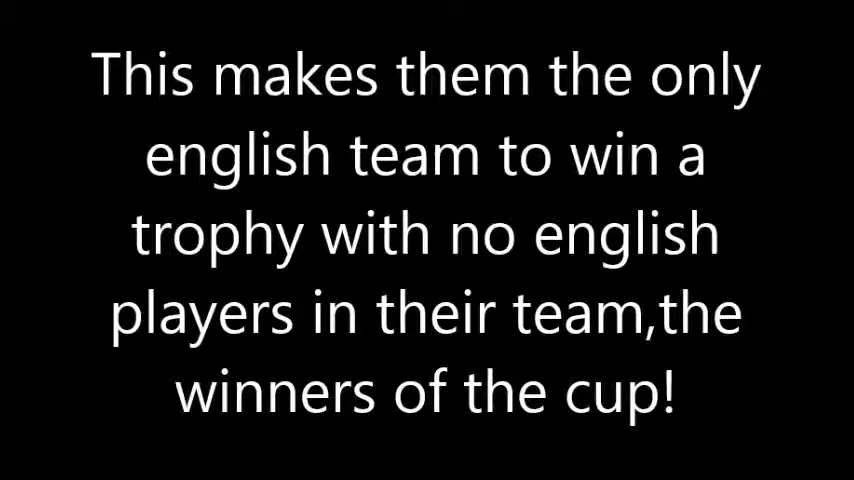 This makes them the only
english team to win a
trophy with no english
players in their team,the
winners of the cup!